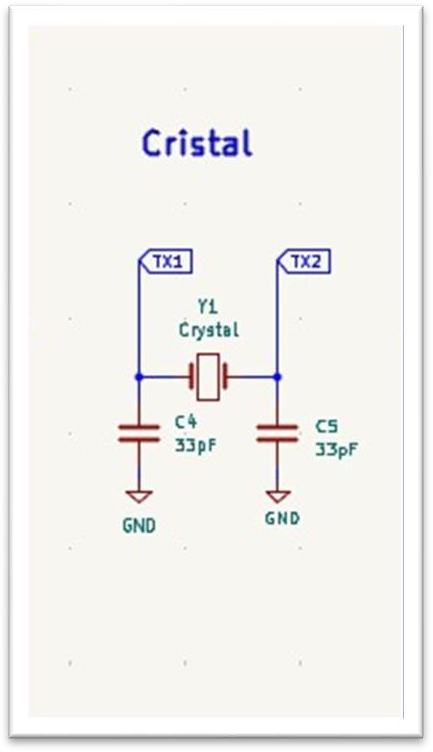 Cristal
TX1
TX2
Y1
Crystal
C4
33pF
C5
33pF
GND
GND